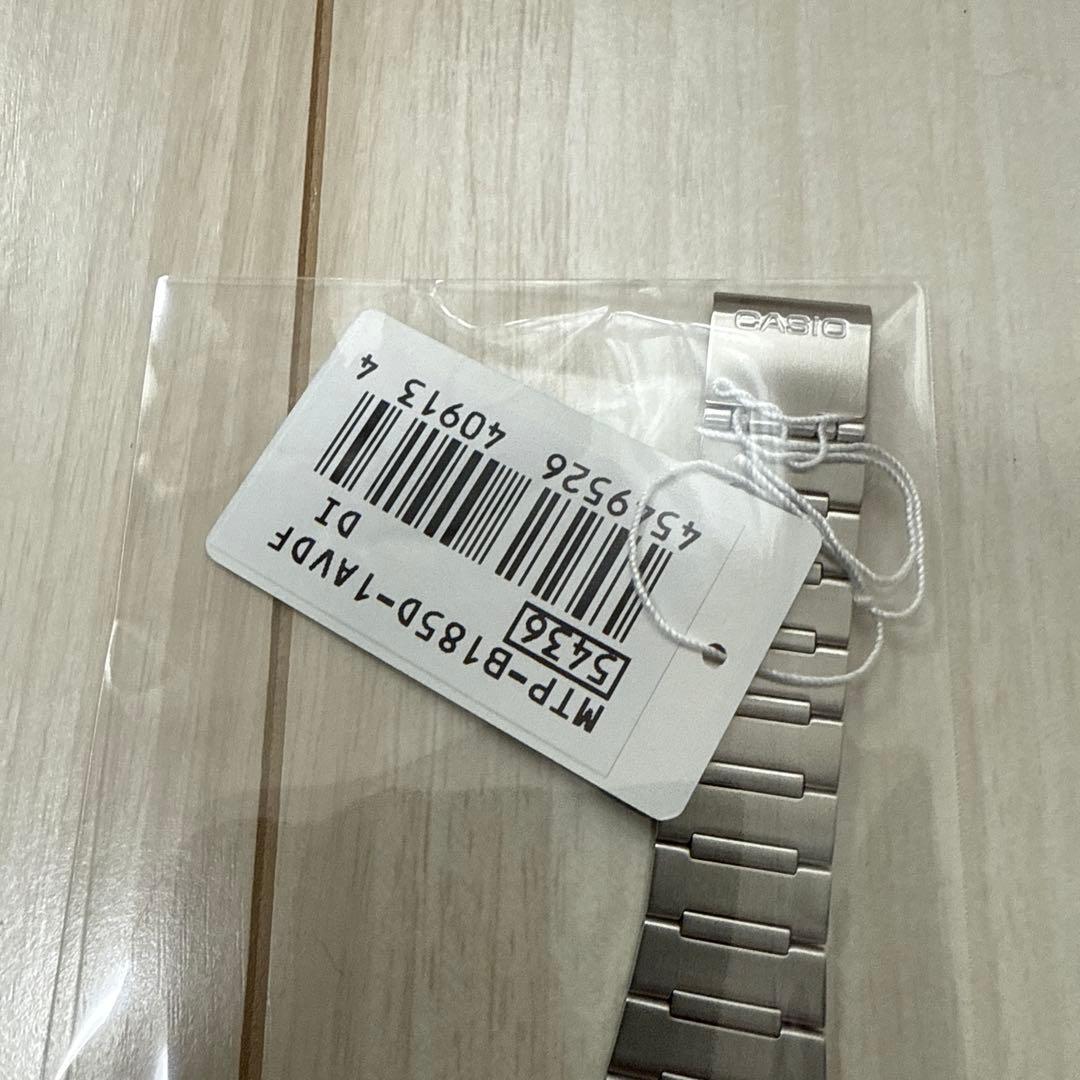 CASIO
MTP-B185D-1AVDF
5436 DI
4549526 40913 4